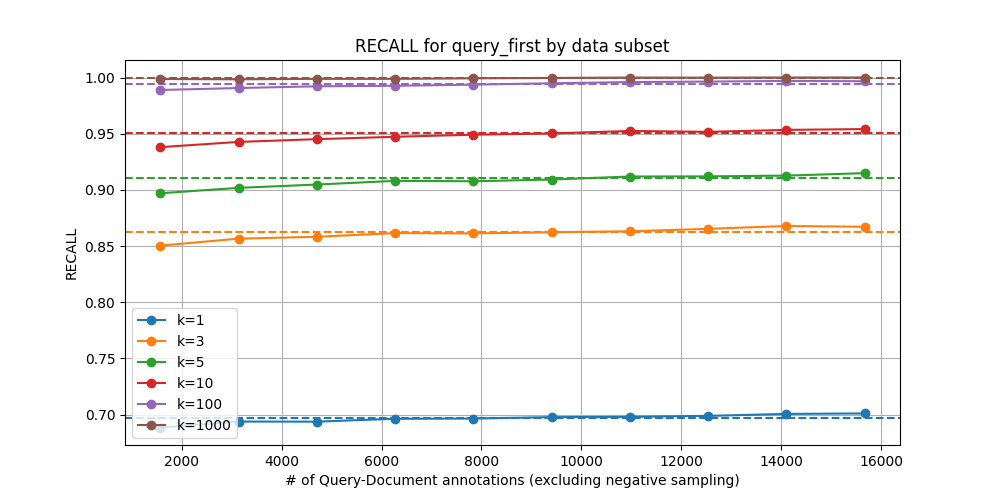 RECALL for query_first by data subset
RECALL
1.00
0.95
0.90
0.85
0.80
0.75
0.70
k=1
k=3
k=5
k=10
k=100
k=1000
2000 4000 6000 8000 10000 12000 14000 16000
# of Query-Document annotations (excluding negative sampling)